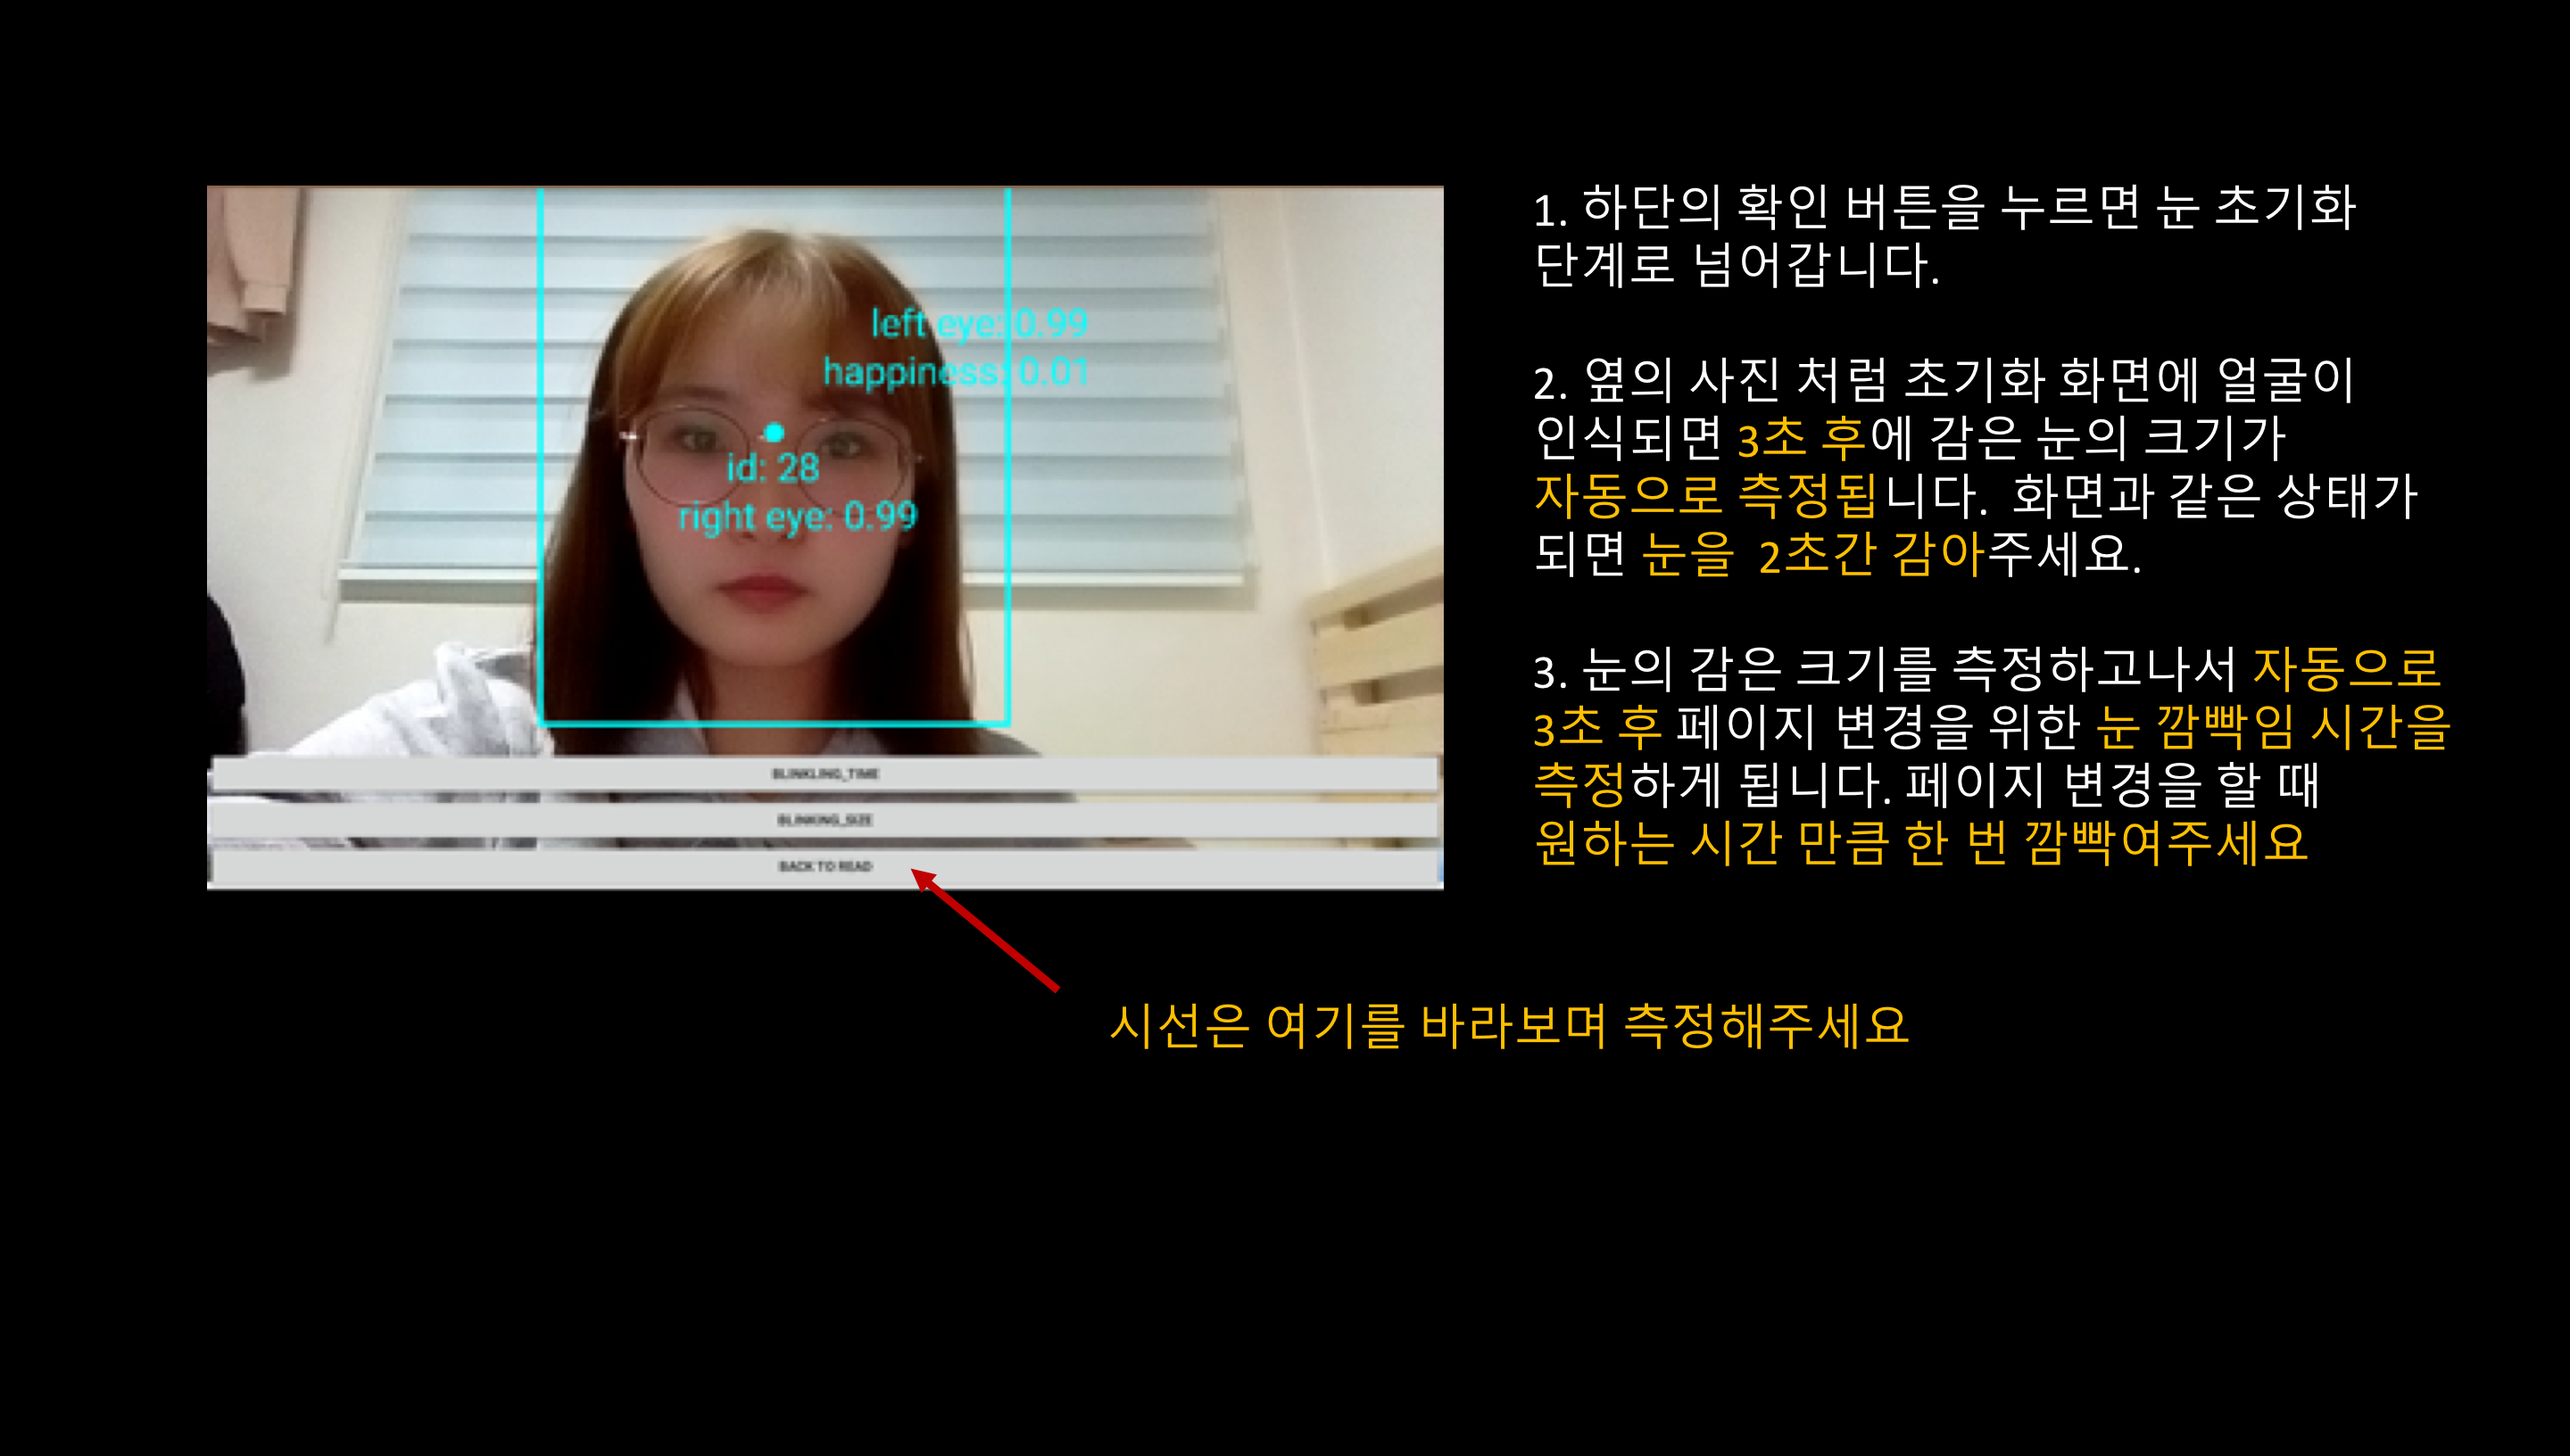 left eye: 0.99
happiness: 0.01
id: 28
right eye: 0.99
BLINKLING_TIME
BLINKING_SIZE
BACK TO READ
1. 하단의 확인 버튼을 누르면 눈 초기화
단계로 넘어갑니다.
2. 옆의 사진 처럼 초기화 화면에 얼굴이
인식되면 3초 후에 감은 눈의 크기가
자동으로 측정됩니다. 화면과 같은 상태가
되면 눈을 2초간 감아주세요.
3. 눈의 감은 크기를 측정하고나서 자동으로
3초 후 페이지 변경을 위한 눈 깜빡임 시간을
측정하게 됩니다. 페이지 변경을 할 때
원하는 시간 만큼 한 번 깜빡여주세요
시선은 여기를 바라보며 측정해주세요